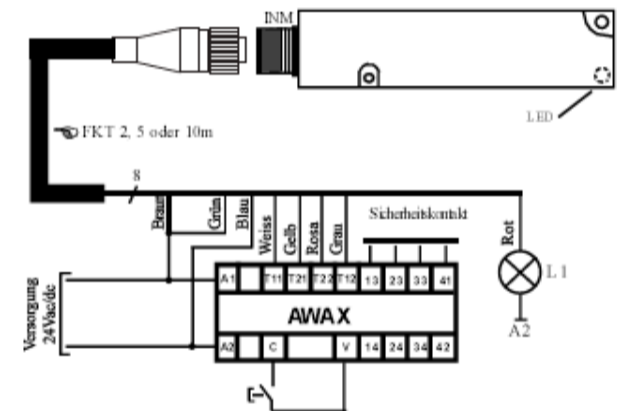 INM
LED
FKT 2, 5 oder 10m
8
Braun
Grün
Blau
Weiss
Gelb
Rosa
Grau
Sicherheitskontakt
Rot
L1
A2
Versorgung
24Vac/dc
A1 T11 T21 T22 T12 13 23 33 41
AWAX
A2 C V 14 24 34 42